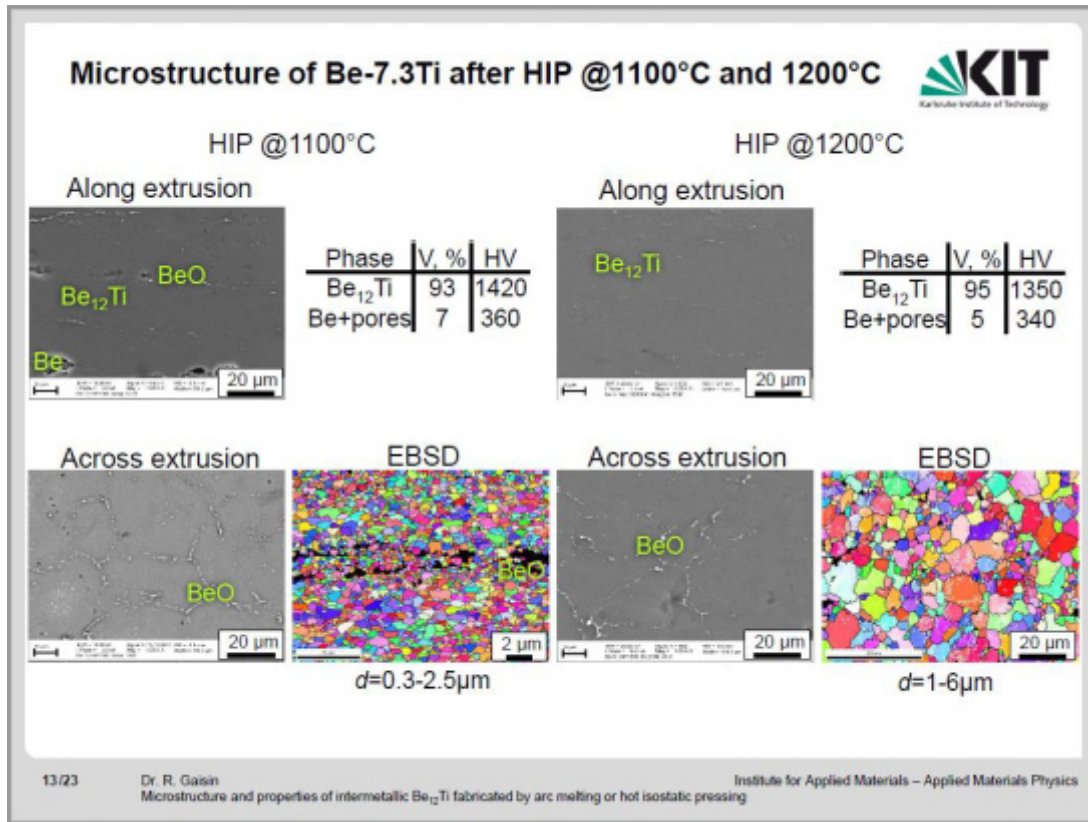 Microstructure of Be-7.3Ti after HIP @1100°C and 1200°C
KIT
Karlsruhe Institute of Technology
HIP @1100°C
HIP @1200°C
Along extrusion
Along extrusion
Be₁₂Ti
BeO
Be
20 µm
Phase V, % HV
Be₁₂Ti 93 1420
Be+pores 7 360
Be₁₂Ti
20 µm
Phase V, % HV
Be₁₂Ti 95 1350
Be+pores 5 340
Across extrusion
EBSD
Across extrusion
EBSD
BeO
20 µm
BeO
2 µm
BeO
20 µm
20 µm
d=0.3-2.5µm
d=1-6µm
13/23
Dr. R. Gaisin
Institute for Applied Materials – Applied Materials Physics
Microstructure and properties of intermetallic Be₁₂Ti fabricated by arc melting or hot isostatic pressing